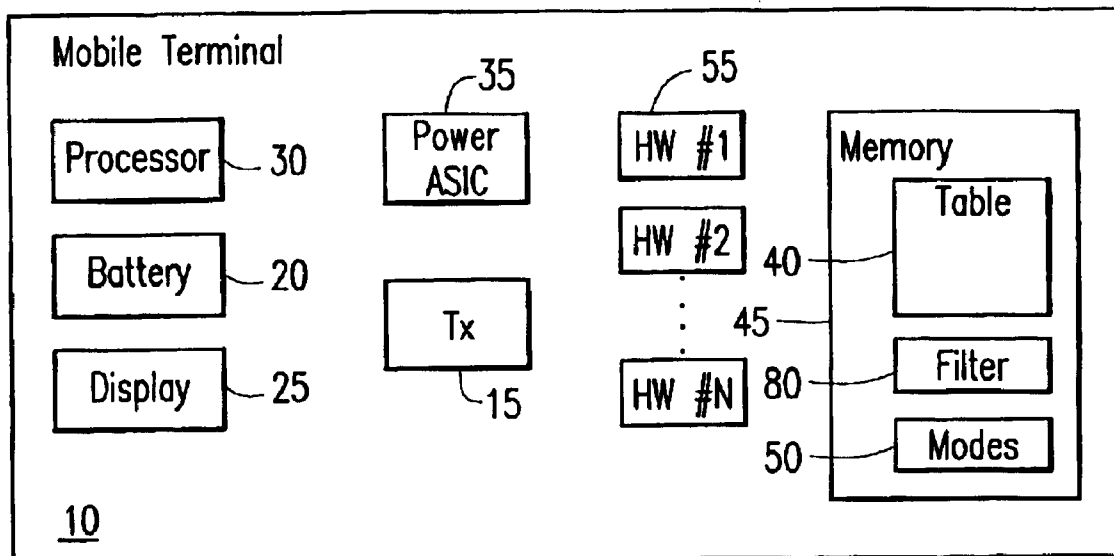 Mobile Terminal
Processor
30
Battery
20
Display
25
35
Power
ASIC
Tx
15
55
HW #1
HW #2
HW #N
Memory
Table
40
45
Filter
80
Modes
50
10